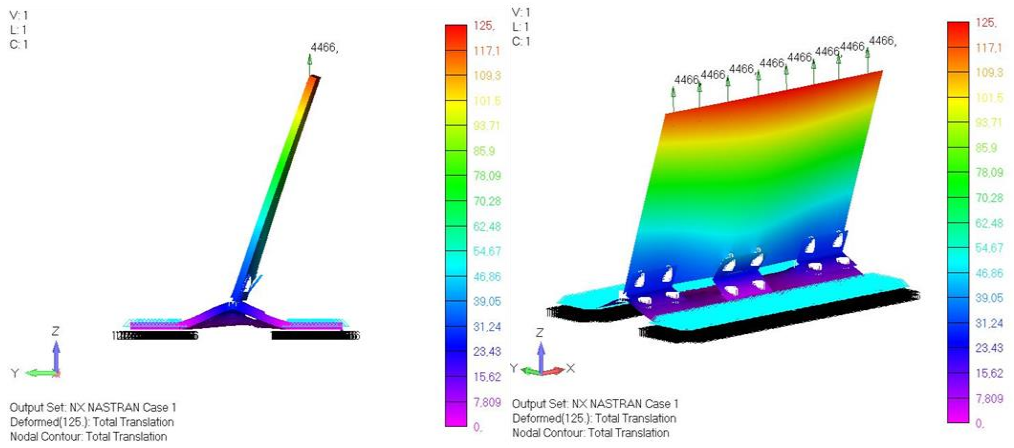 V: 1
L: 1
C: 1
4466,
125,
117,1
109,3
101,5
93,71
85,9
78,09
70,28
62,48
54,67
46,86
39,05
31,24
23,43
15,62
7,809
0,
Z
Y
Output Set: NX NASTRAN Case 1
Deformed(125.): Total Translation
Nodal Contour: Total Translation
V: 1
L: 1
C: 1
4466, 4466, 4466, 4466, 4466, 4466, 4466, 4466,
125,
117,1
109,3
101,5
93,71
85,9
78,09
70,28
62,48
54,67
46,86
39,05
31,24
23,43
15,62
7,809
0,
Z
Y X
Output Set: NX NASTRAN Case 1
Deformed(125.): Total Translation
Nodal Contour: Total Translation